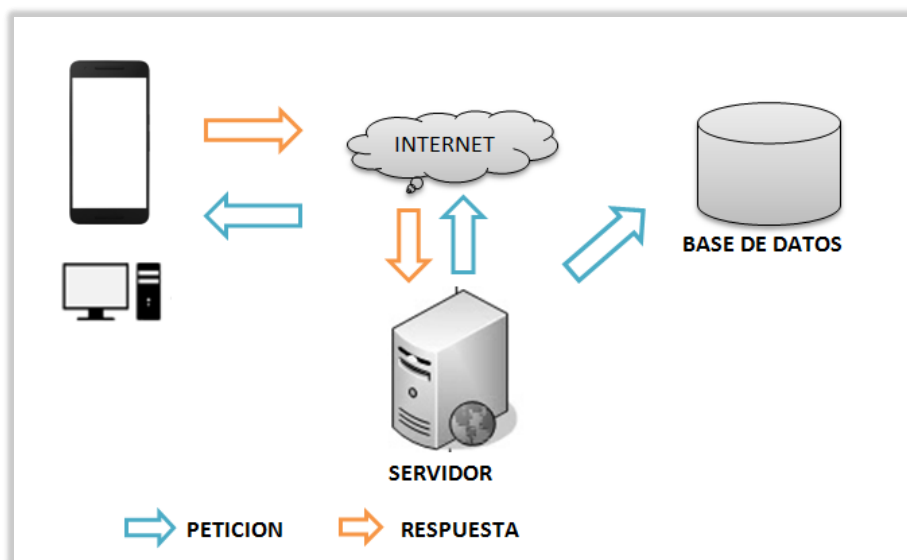 INTERNET
BASE DE DATOS
SERVIDOR
PETICION
RESPUESTA